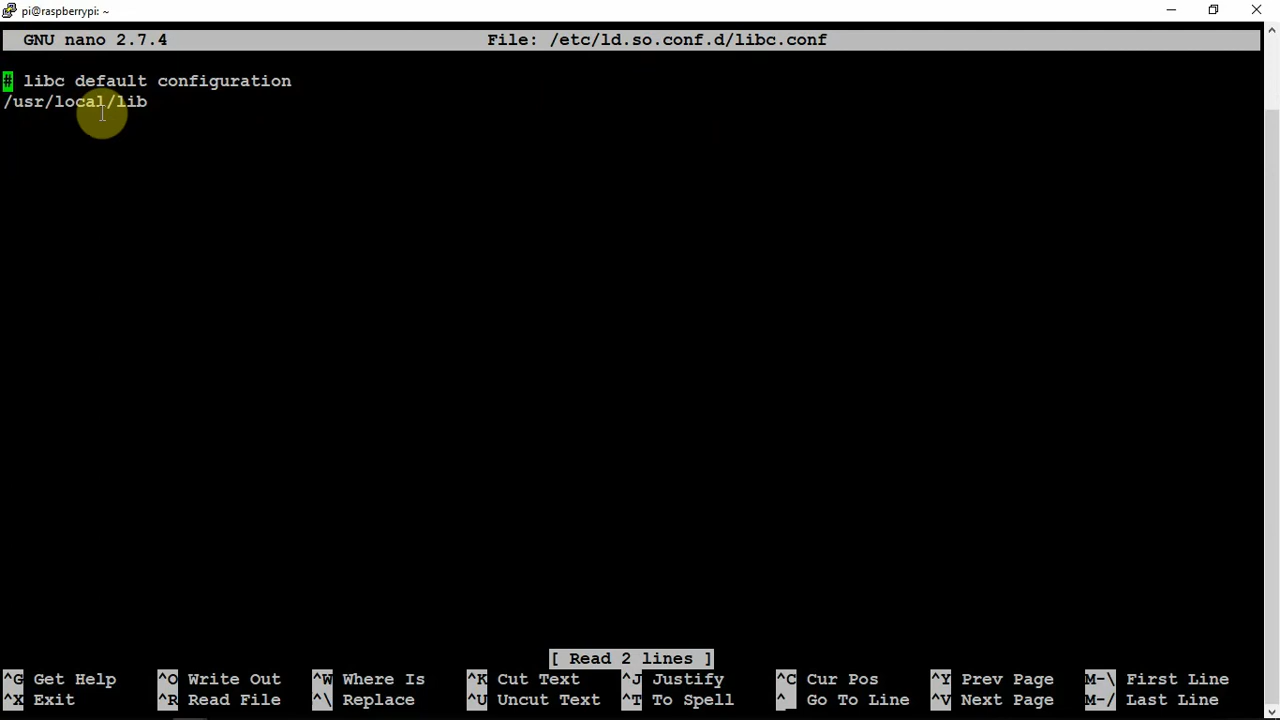 pi@raspberrypi: ~
GNU nano 2.7.4 File: /etc/ld.so.conf.d/libc.conf
# libc default configuration
/usr/local/lib
[ Read 2 lines ]
^G Get Help ^O Write Out ^W Where Is ^K Cut Text ^J Justify ^C Cur Pos ^Y Prev Page M-\ First Line
^X Exit ^R Read File ^\ Replace ^U Uncut Text ^T To Spell ^_ Go To Line ^V Next Page M-/ Last Line